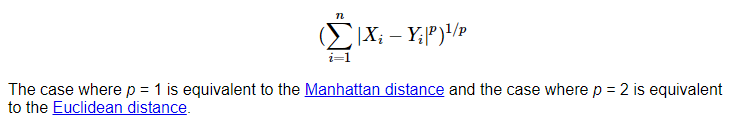 (∑_{i=1}^{n} |X_i − Y_i|^p)^{1/p}
The case where p = 1 is equivalent to the Manhattan distance and the case where p = 2 is equivalent
to the Euclidean distance.